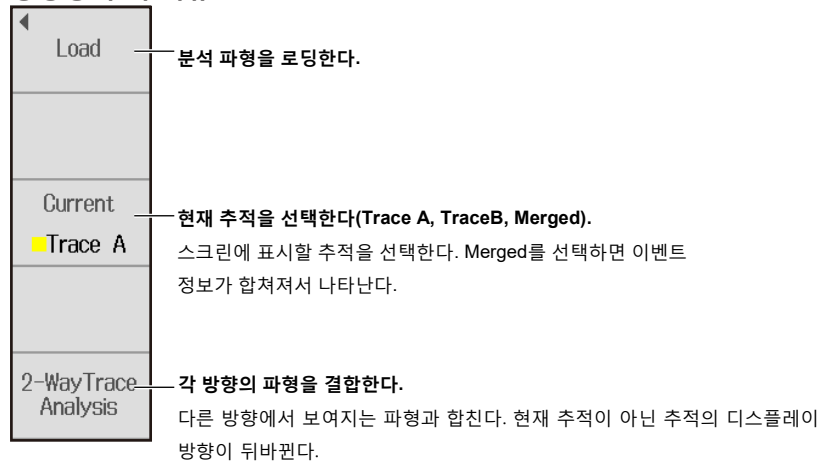 Load
분석 파형을 로딩한다.
Current
Trace A
현재 추적을 선택한다(Trace A, TraceB, Merged).
스크린에 표시할 추적을 선택한다. Merged를 선택하면 이벤트
정보가 합쳐져서 나타난다.
2-WayTrace
Analysis
각 방향의 파형을 결합한다.
다른 방향에서 보여지는 파형과 합친다. 현재 추적이 아닌 추적의 디스플레이
방향이 뒤바뀐다.